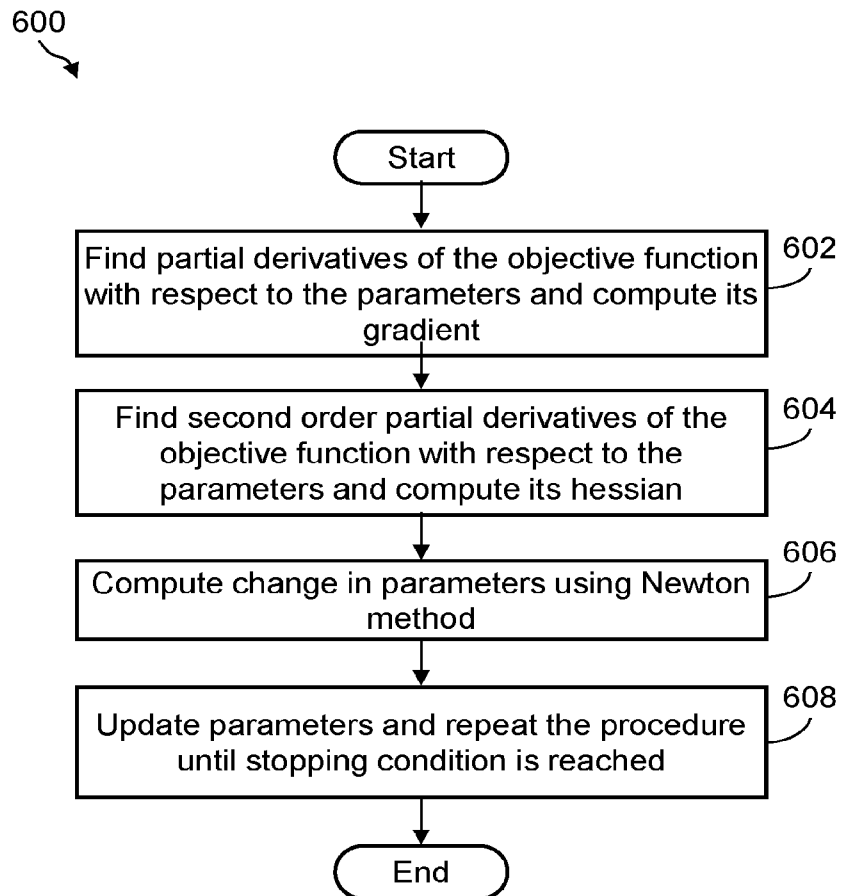 600
Start
Find partial derivatives of the objective function
with respect to the parameters and compute its
gradient
602
Find second order partial derivatives of the
objective function with respect to the
parameters and compute its hessian
604
Compute change in parameters using Newton
method
606
Update parameters and repeat the procedure
until stopping condition is reached
608
End